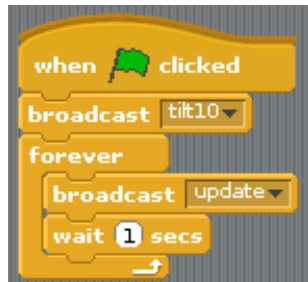 when clicked
broadcast tilt10
forever
broadcast update
wait 1 secs